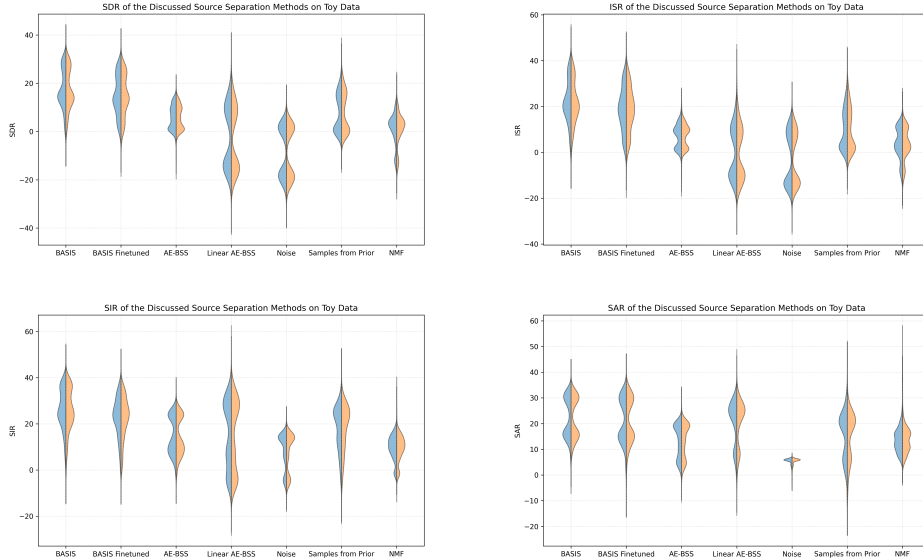 SDR of the Discussed Source Separation Methods on Toy Data
SDR
40
20
0
−20
−40
BASIS BASIS Finetuned AE-BSS Linear AE-BSS Noise Samples from Prior NMF
ISR of the Discussed Source Separation Methods on Toy Data
ISR
60
40
20
0
−20
−40
BASIS BASIS Finetuned AE-BSS Linear AE-BSS Noise Samples from Prior NMF
SIR of the Discussed Source Separation Methods on Toy Data
SIR
60
40
20
0
−20
BASIS BASIS Finetuned AE-BSS Linear AE-BSS Noise Samples from Prior NMF
SAR of the Discussed Source Separation Methods on Toy Data
SAR
60
50
40
30
20
10
0
−10
−20
BASIS BASIS Finetuned AE-BSS Linear AE-BSS Noise Samples from Prior NMF